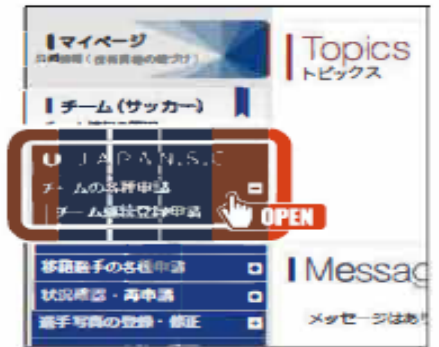 マイページ
Topics
トピックス
チーム(サッカー)
U JAPAN.S.C
チームの各種申請
チーム継続登録申請
OPEN
移籍選手の各種申請
状況確認・再申請
選手写真の登録・修正
Messag
メッセージはあり